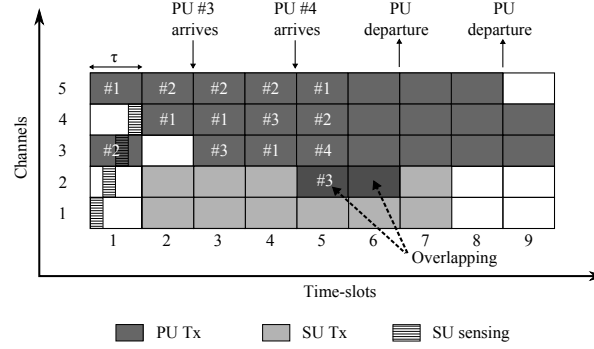 PU #3 arrives
PU #4 arrives
PU departure
PU departure
τ
5 #1 #2 #2 #2 #1
4 #1 #1 #3 #2
3 #2 #3 #1 #4
2 #3
1
1 2 3 4 5 6 7 8 9
Channels
Overlapping
Time-slots
PU Tx
SU Tx
SU sensing